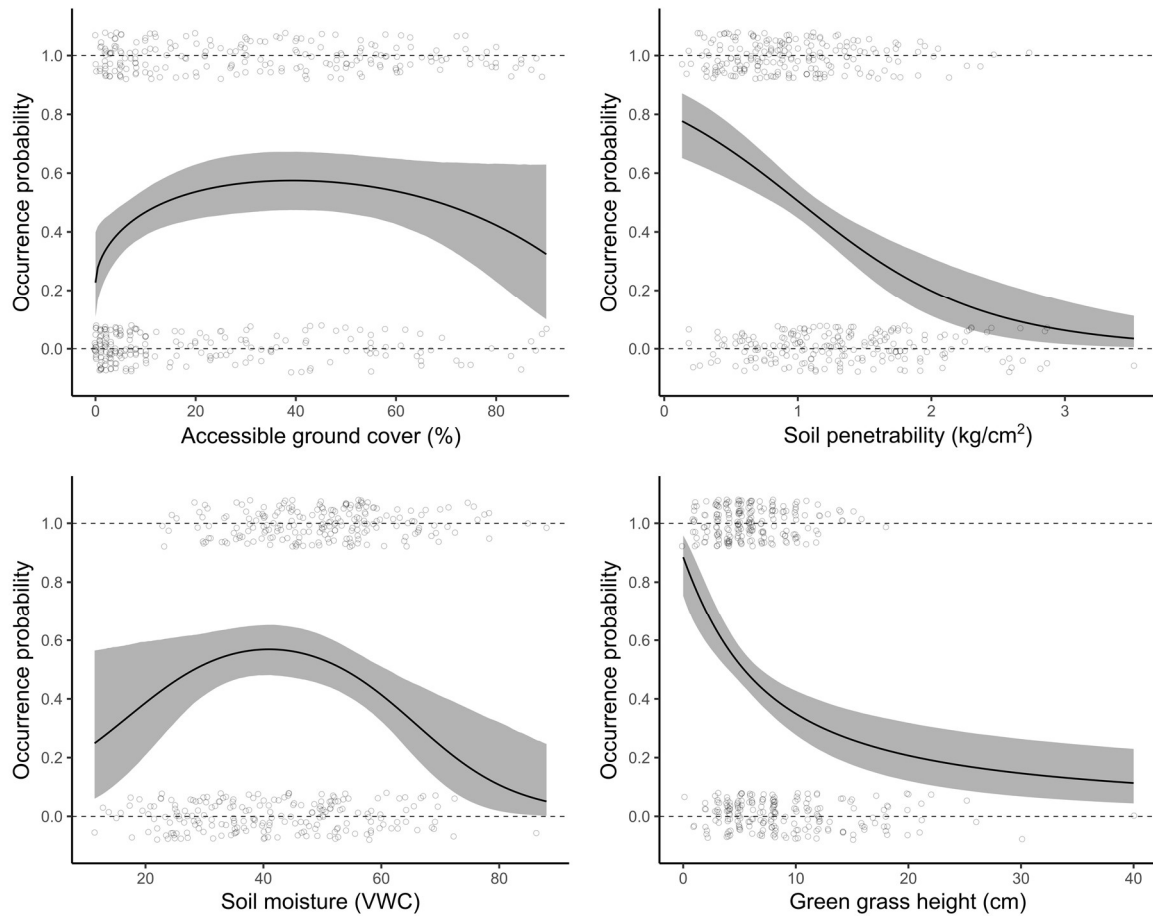 1.0
0.8
0.6
0.4
0.2
0.0
Occurrence probability
0 20 40 60 80
Accessible ground cover (%)
1.0
0.8
0.6
0.4
0.2
0.0
Occurrence probability
0 1 2 3
Soil penetrability (kg/cm²)
1.0
0.8
0.6
0.4
0.2
0.0
Occurrence probability
20 40 60 80
Soil moisture (VWC)
1.0
0.8
0.6
0.4
0.2
0.0
Occurrence probability
0 10 20 30 40
Green grass height (cm)